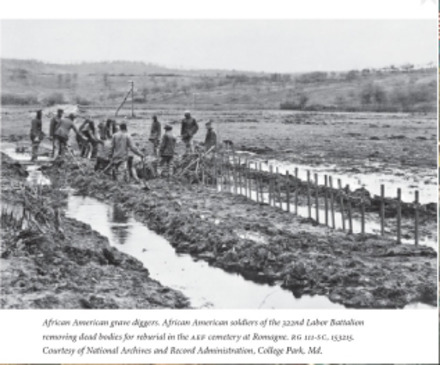 African American grave diggers. African American soldiers of the 322nd Labor Battalion
removing dead bodies for reburial in the AEF cemetery at Romagne. RG 111-SC, 153215.
Courtesy of National Archives and Record Administration, College Park, Md.